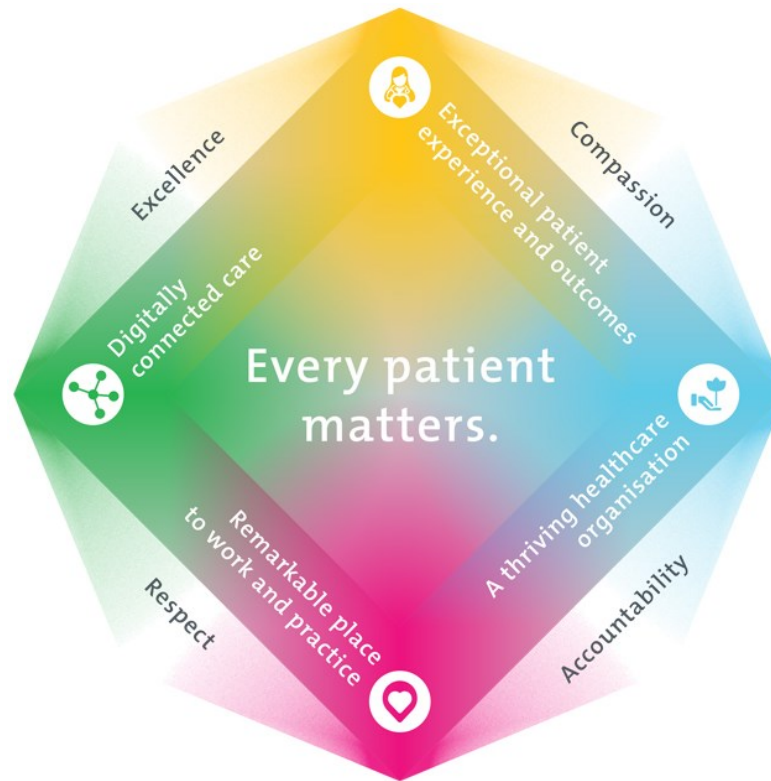 Excellence
Compassion
Exceptional patient
experience and outcomes
Digitally
connected care
Every patient
matters.
Remarkable place
to work and practice
A thriving healthcare
organisation
Respect
Accountability